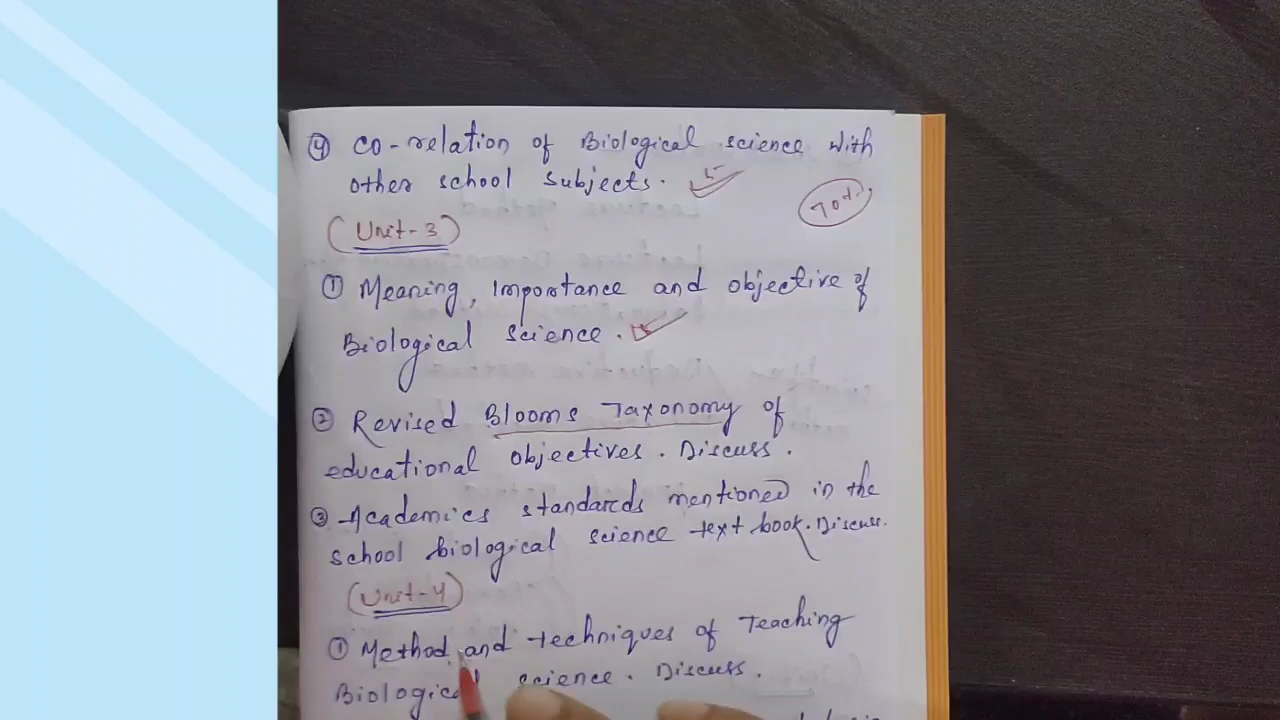 ④ Co-relation of Biological science with
other school subjects.
70%
(Unit-3)
① Meaning, Importance and objective of
Biological science.
② Revised Blooms Taxonomy of
educational objectives. Discuss.
③ Academics standards mentioned in the
school biological science text book. Discuss.
(Unit-4)
① Method and techniques of Teaching
Biological science. Discuss.